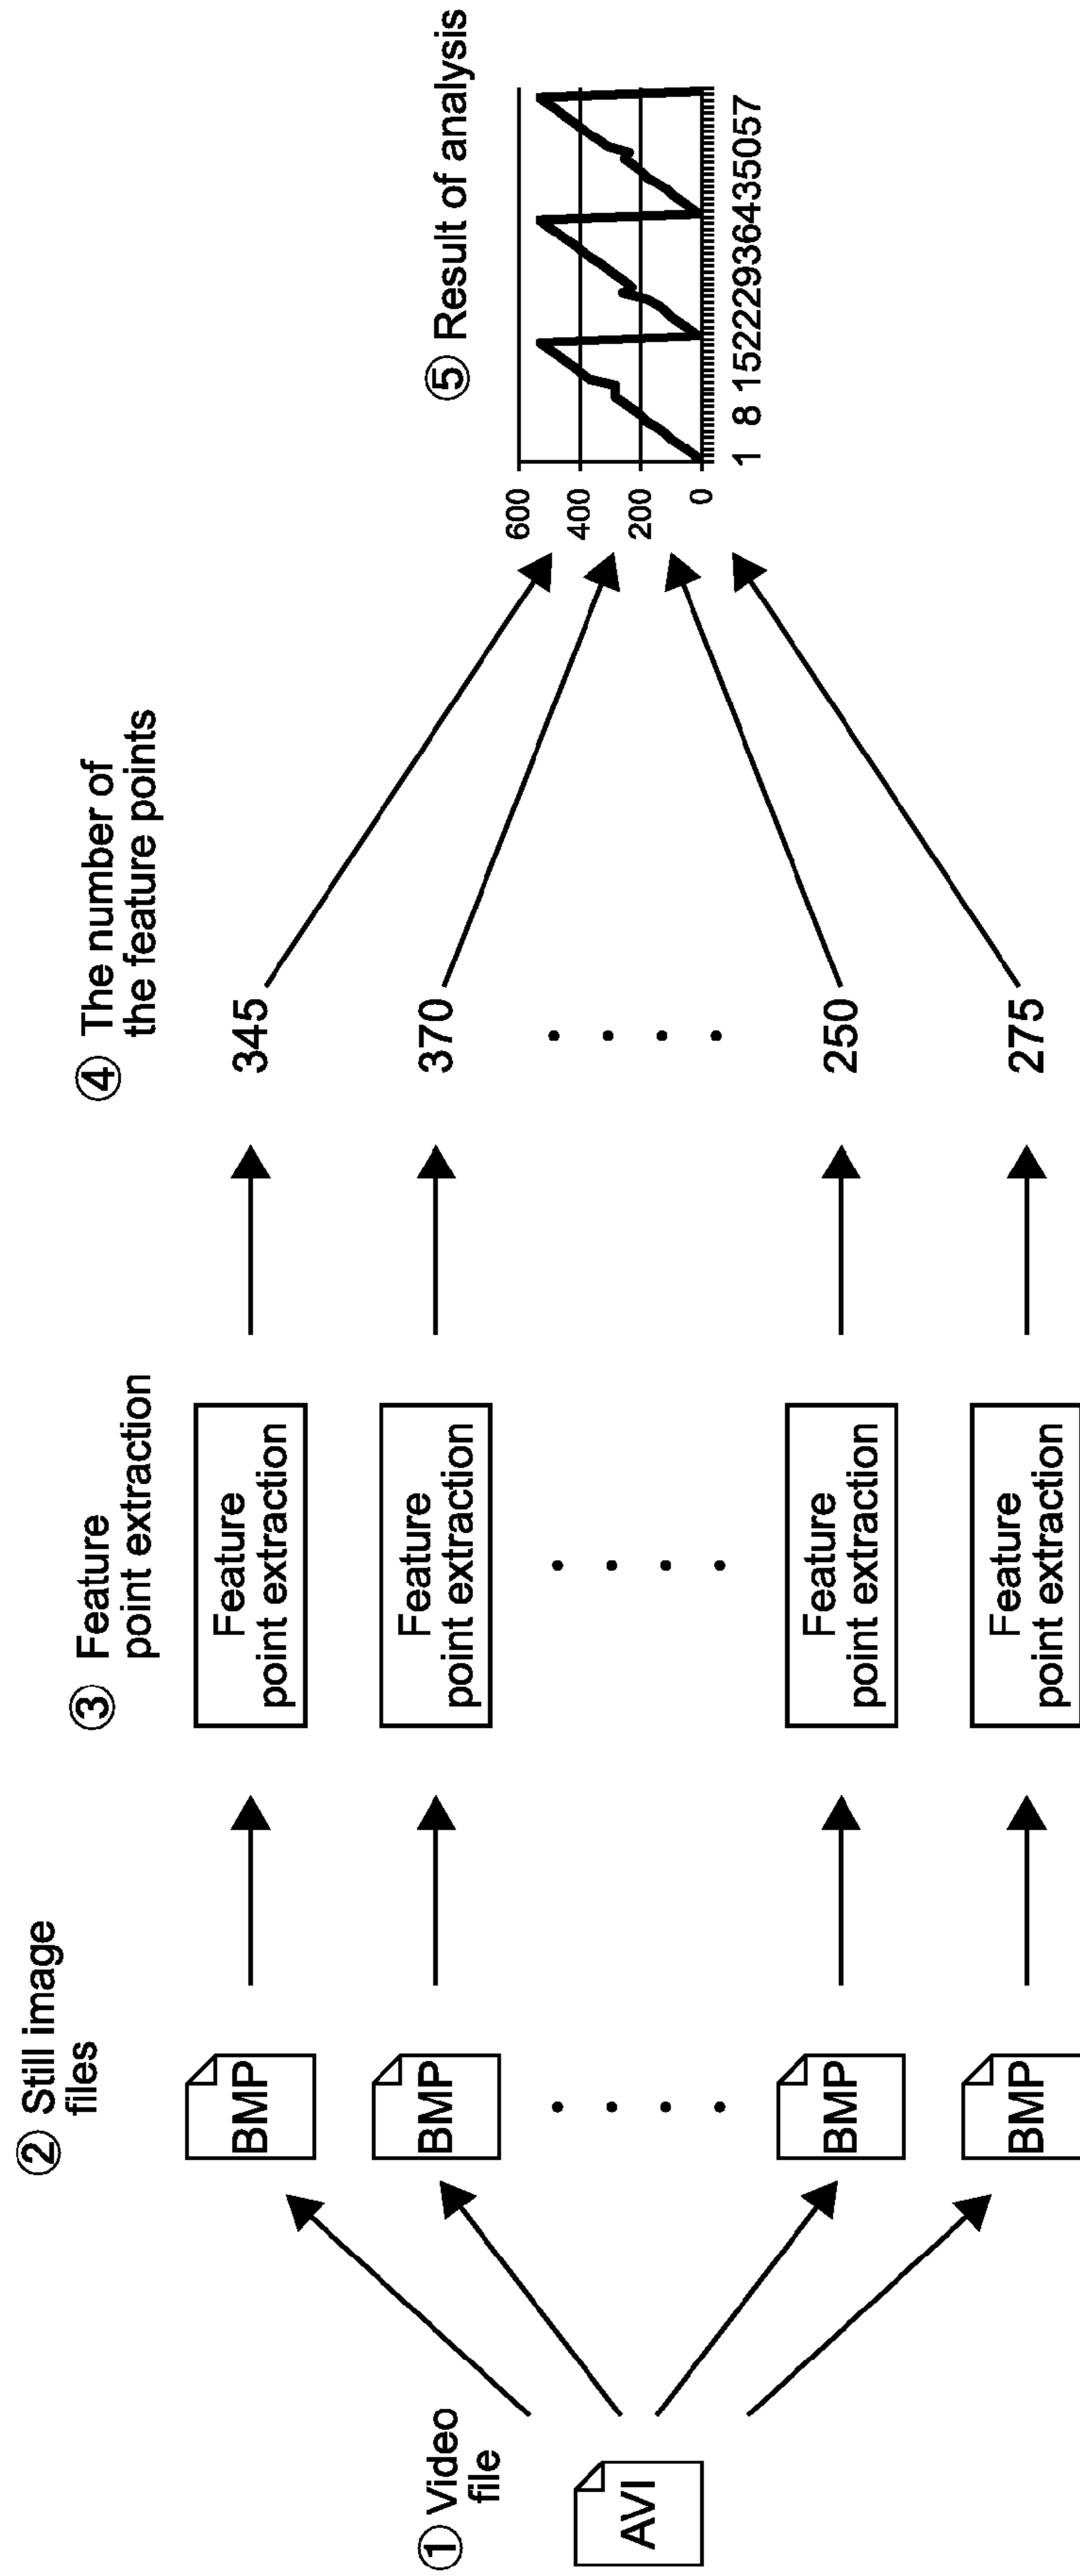 ① Video
file
AVI
② Still image
files
BMP
BMP
BMP
BMP
③ Feature
point extraction
Feature
point extraction
Feature
point extraction
Feature
point extraction
Feature
point extraction
④ The number of
the feature points
345
370
250
275
⑤ Result of analysis
600
400
200
0
1 8 15222936435057